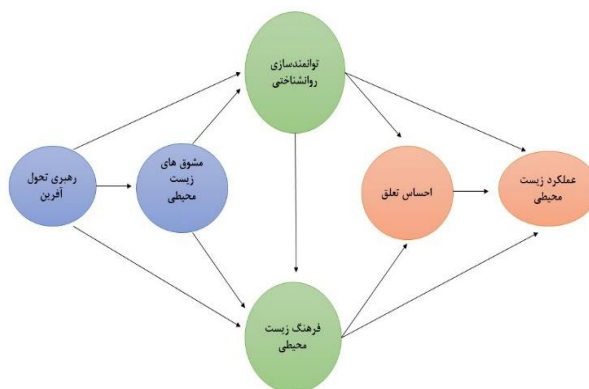 توانمندسازی
روانشناختی
رهبری تحول
آفرین
مشوق های
زیست
محیطی
احساس تعلق
عملکرد زیست
محیطی
فرهنگ زیست
محیطی